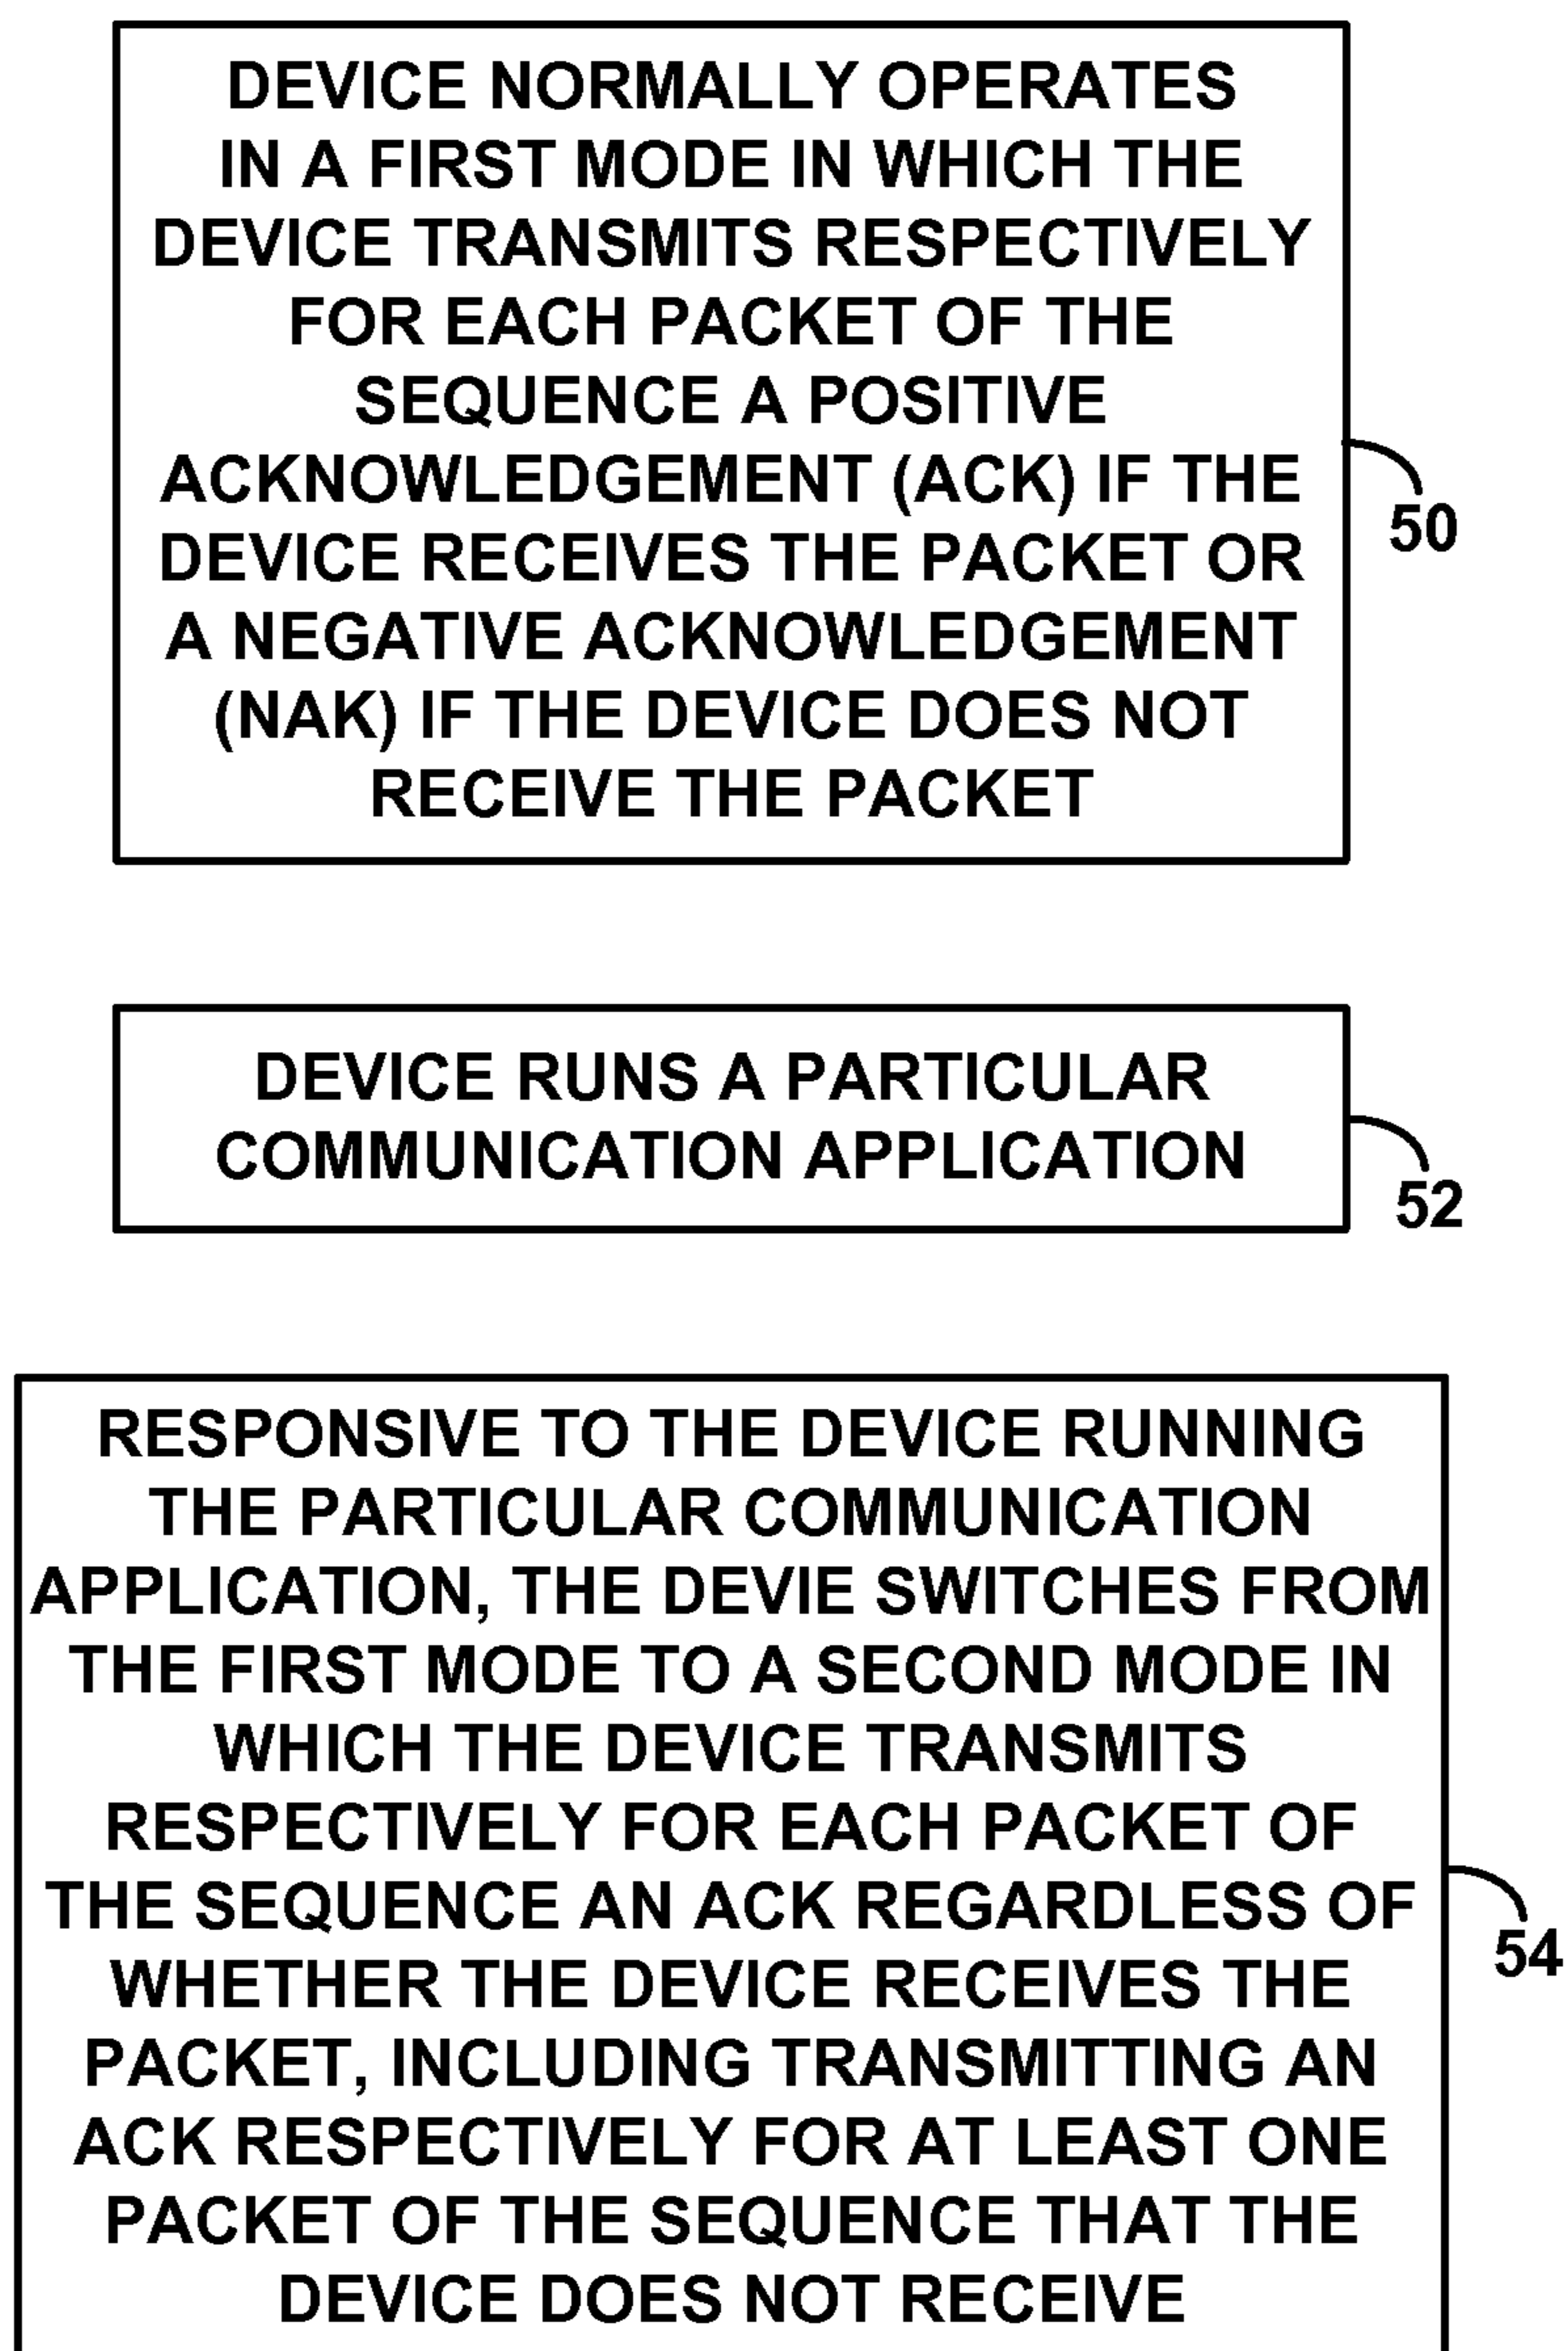 DEVICE NORMALLY OPERATES
IN A FIRST MODE IN WHICH THE
DEVICE TRANSMITS RESPECTIVELY
FOR EACH PACKET OF THE
SEQUENCE A POSITIVE
ACKNOWLEDGEMENT (ACK) IF THE
DEVICE RECEIVES THE PACKET OR
A NEGATIVE ACKNOWLEDGEMENT
(NAK) IF THE DEVICE DOES NOT
RECEIVE THE PACKET
50
DEVICE RUNS A PARTICULAR
COMMUNICATION APPLICATION
52
RESPONSIVE TO THE DEVICE RUNNING
THE PARTICULAR COMMUNICATION
APPLICATION, THE DEVIE SWITCHES FROM
THE FIRST MODE TO A SECOND MODE IN
WHICH THE DEVICE TRANSMITS
RESPECTIVELY FOR EACH PACKET OF
THE SEQUENCE AN ACK REGARDLESS OF
WHETHER THE DEVICE RECEIVES THE
PACKET, INCLUDING TRANSMITTING AN
ACK RESPECTIVELY FOR AT LEAST ONE
PACKET OF THE SEQUENCE THAT THE
DEVICE DOES NOT RECEIVE
54